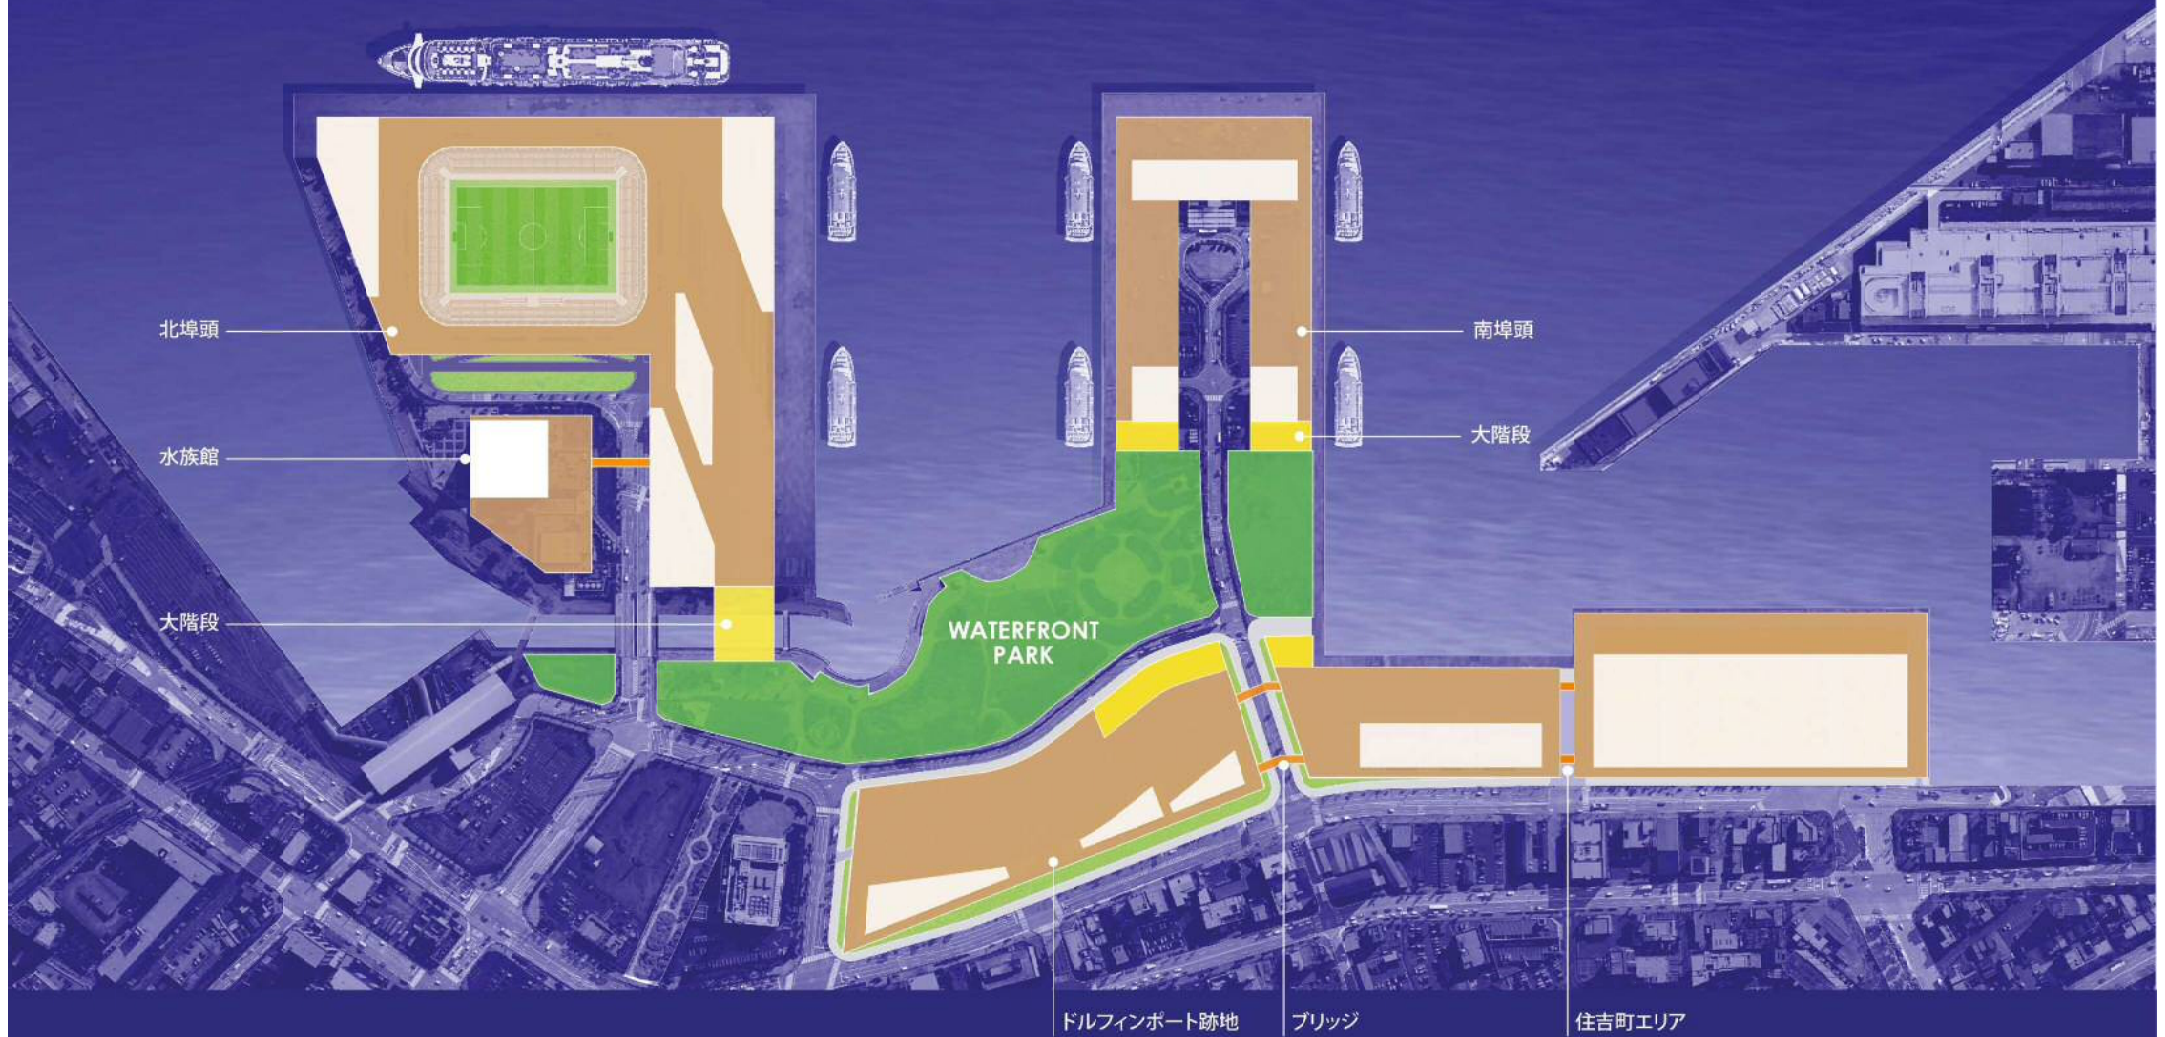 北埠頭
南埠頭
大階段
水族館
大階段
WATERFRONT
PARK
ドルフィンポート跡地
ブリッジ
住吉町エリア